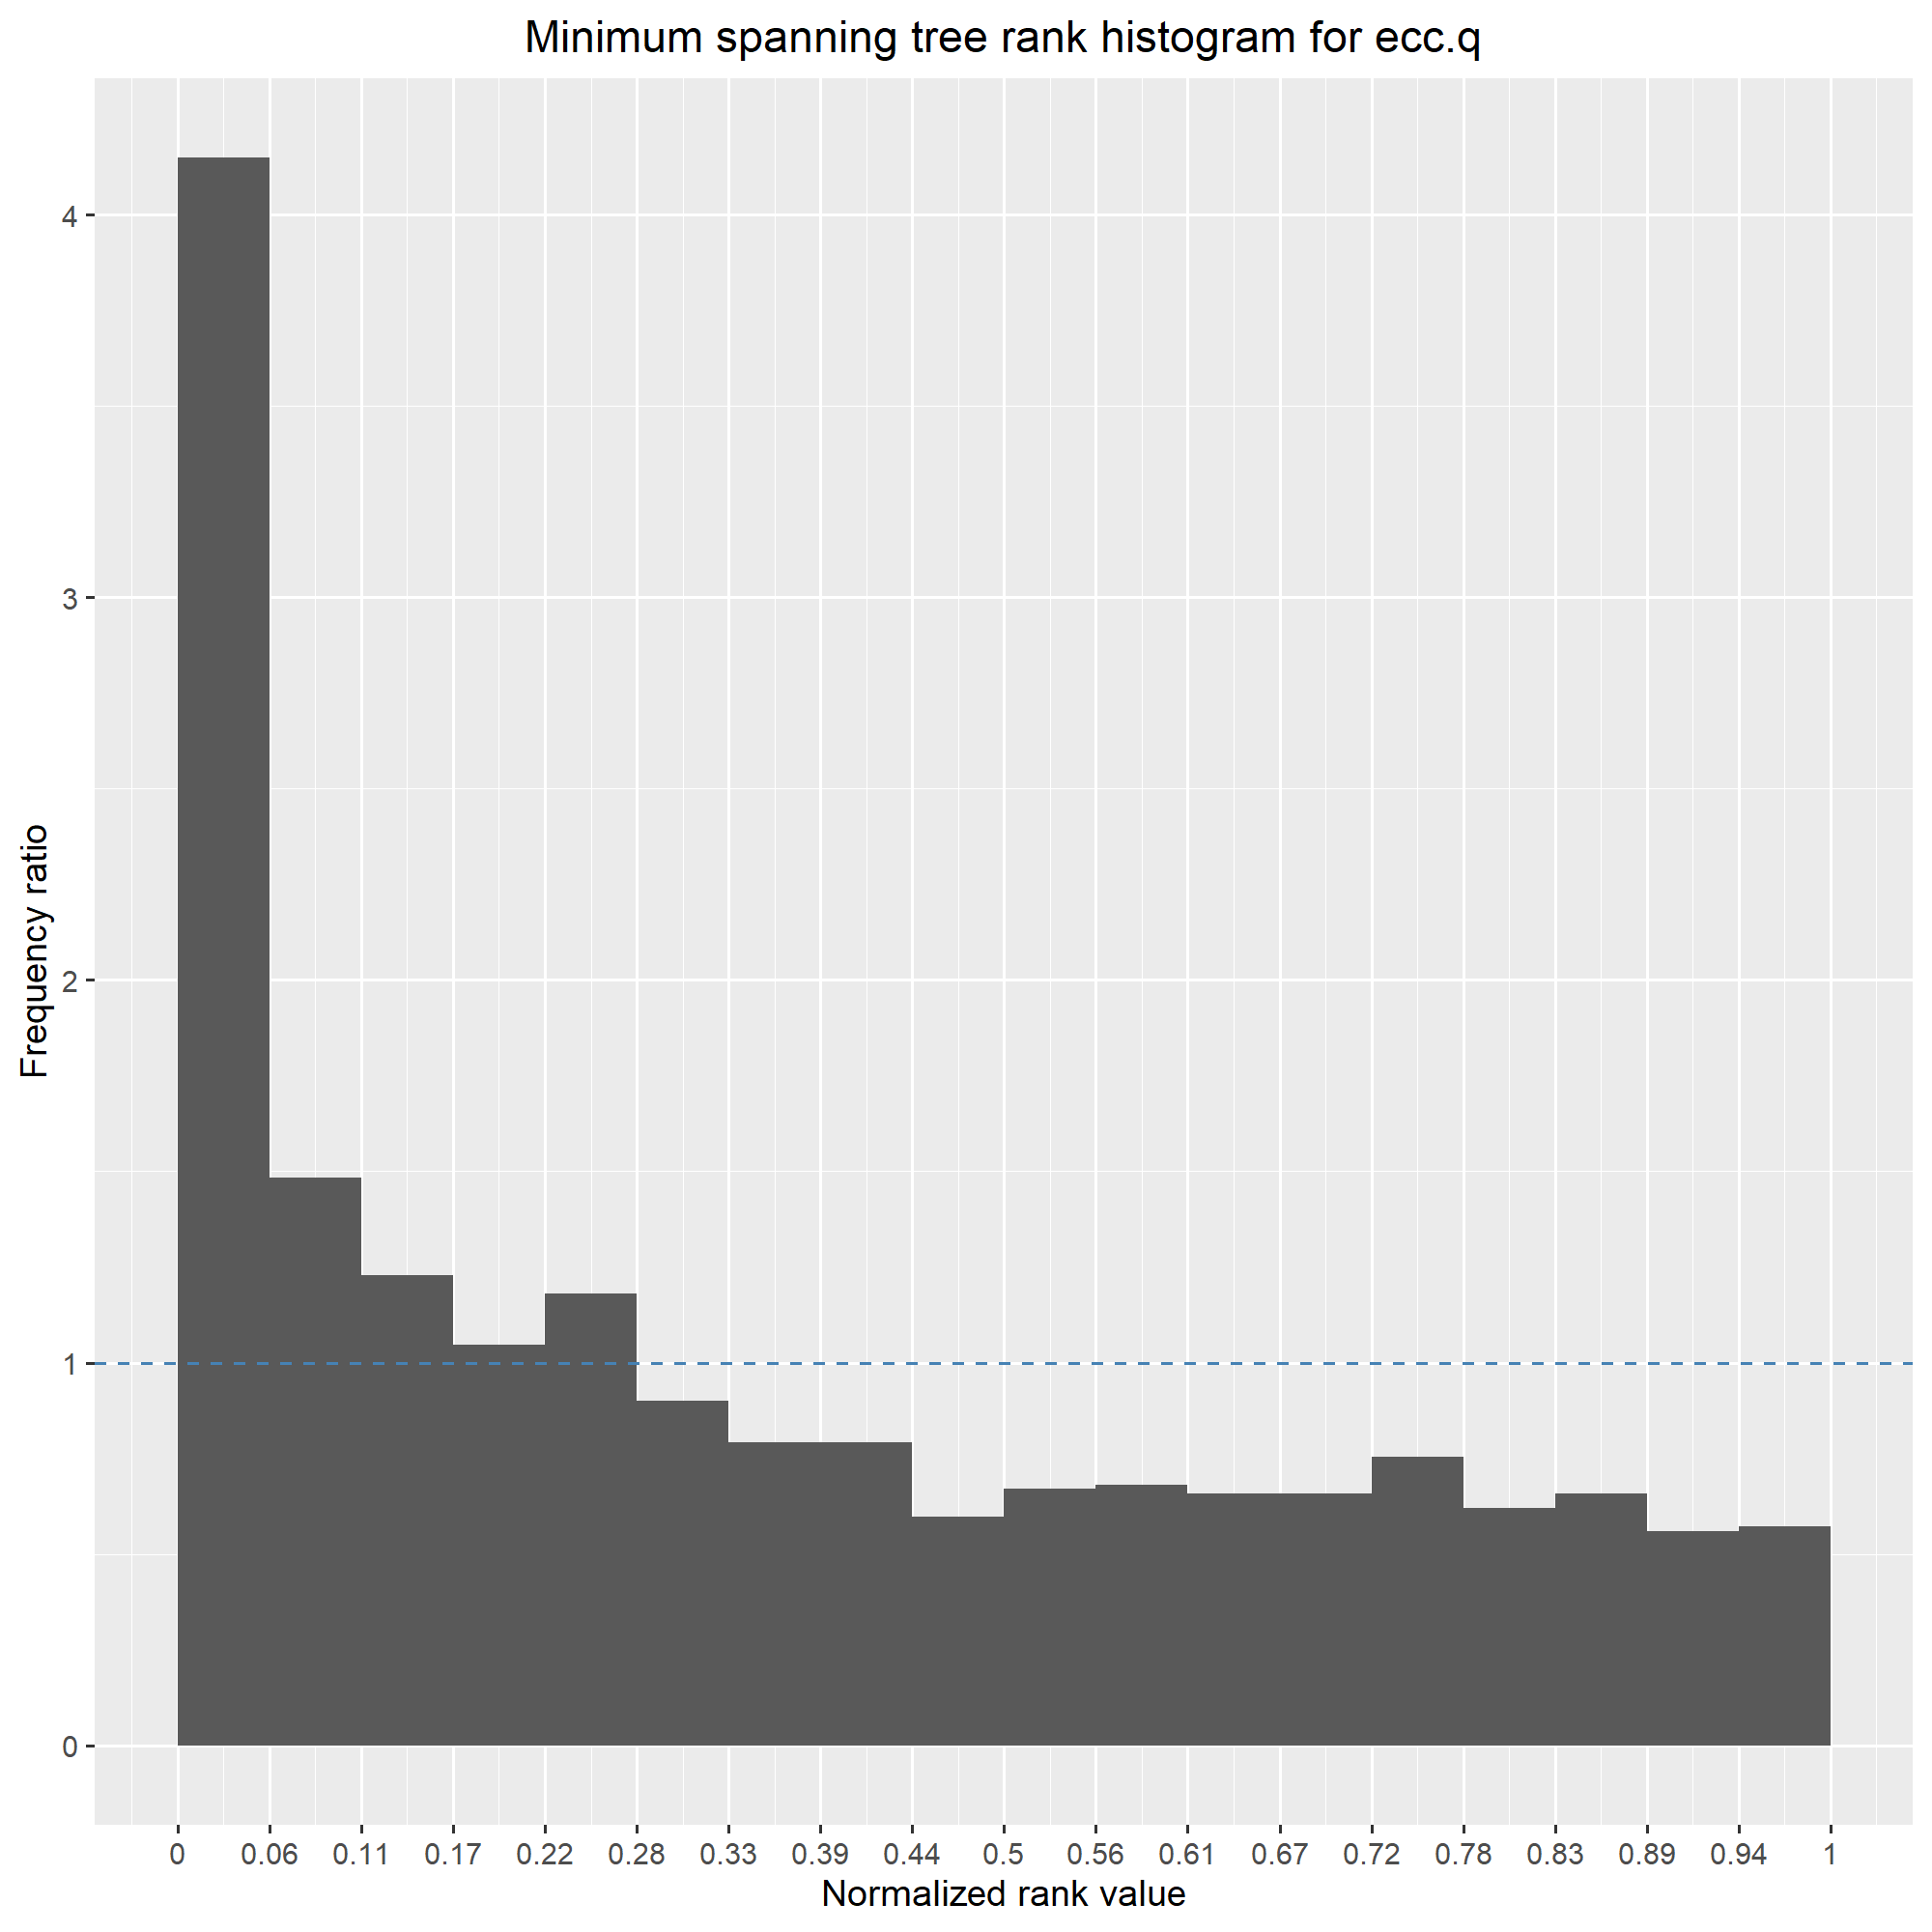 Minimum spanning tree rank histogram for ecc.q
Frequency ratio
4
3
2
1
0
0 0.06 0.11 0.17 0.22 0.28 0.33 0.39 0.44 0.5 0.56 0.61 0.67 0.72 0.78 0.83 0.89 0.94 1
Normalized rank value